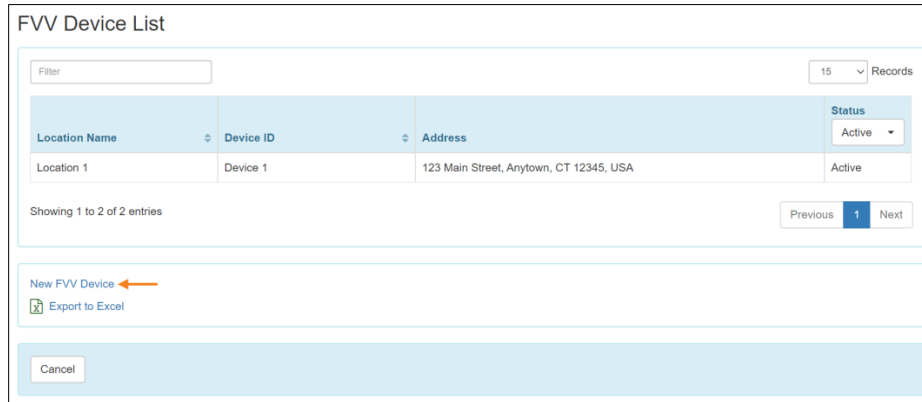 FVV Device List
Filter
15 Records
Status
Location Name Device ID Address Active
Location 1 Device 1 123 Main Street, Anytown, CT 12345, USA Active
Showing 1 to 2 of 2 entries Previous 1 Next
New FVV Device
Export to Excel
Cancel